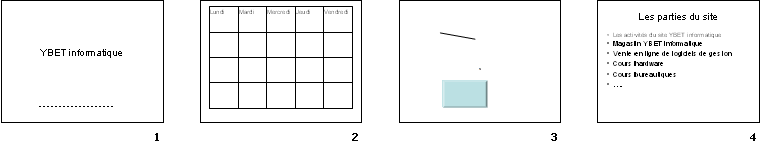 YBET informatique
1
Lundi Mardi Mercredi Jeudi Vendredi
2
3
Les parties du site
• Les activités du site YBET informatique
• Magasin YBET informatique
• Vente en ligne de logiciels de gestion
• Cours hardware
• Cours bureautiques
• ....
4